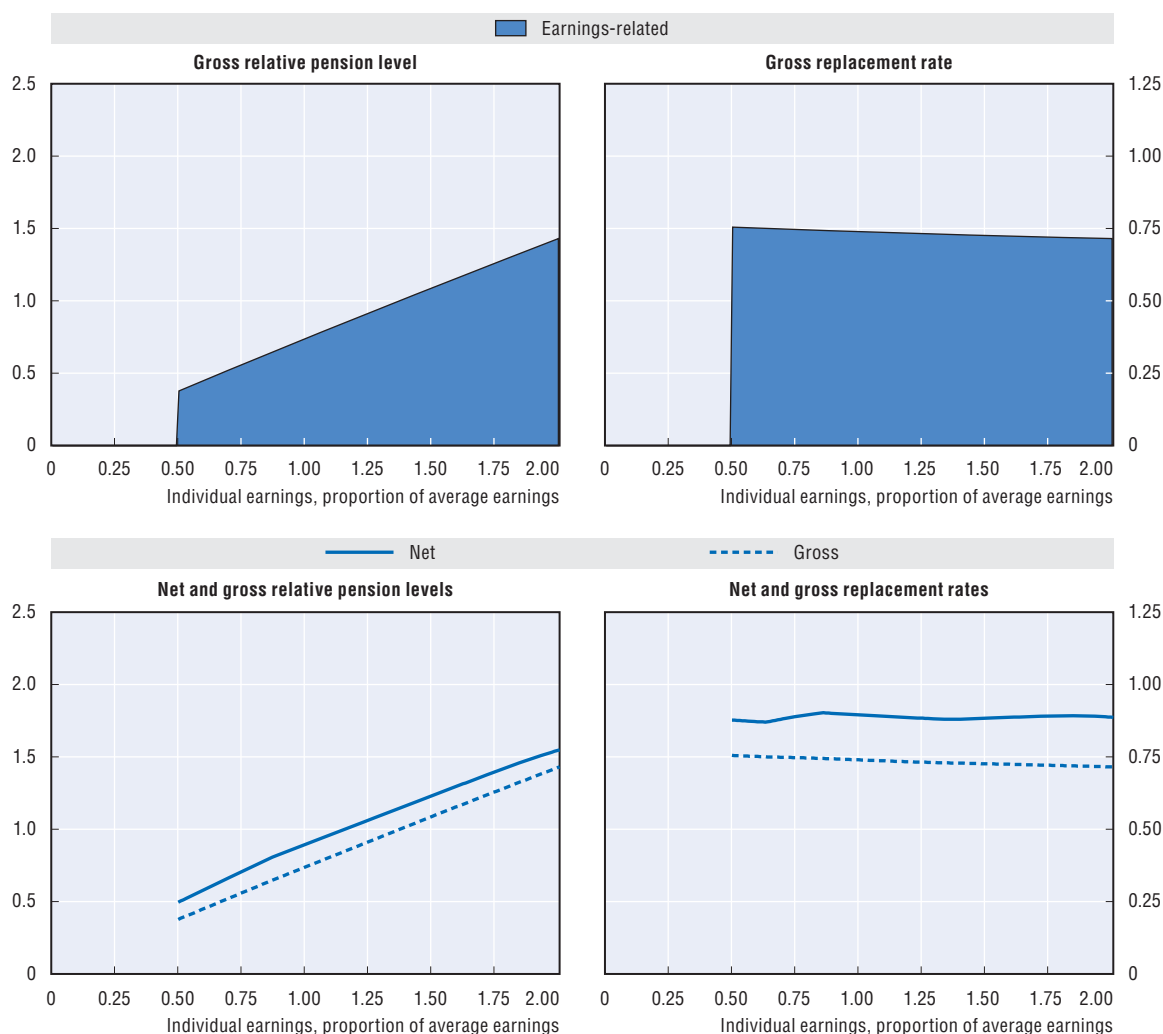 Earnings-related
Gross relative pension level
Gross replacement rate
2.5
2.0
1.5
1.0
0.5
0
0 0.25 0.50 0.75 1.00 1.25 1.50 1.75 2.00
Individual earnings, proportion of average earnings
1.25
1.00
0.75
0.50
0.25
0
0 0.25 0.50 0.75 1.00 1.25 1.50 1.75 2.00
Individual earnings, proportion of average earnings
Net Gross
Net and gross relative pension levels
Net and gross replacement rates
2.5
2.0
1.5
1.0
0.5
0
0 0.25 0.50 0.75 1.00 1.25 1.50 1.75 2.00
Individual earnings, proportion of average earnings
1.25
1.00
0.75
0.50
0.25
0
0 0.25 0.50 0.75 1.00 1.25 1.50 1.75 2.00
Individual earnings, proportion of average earnings